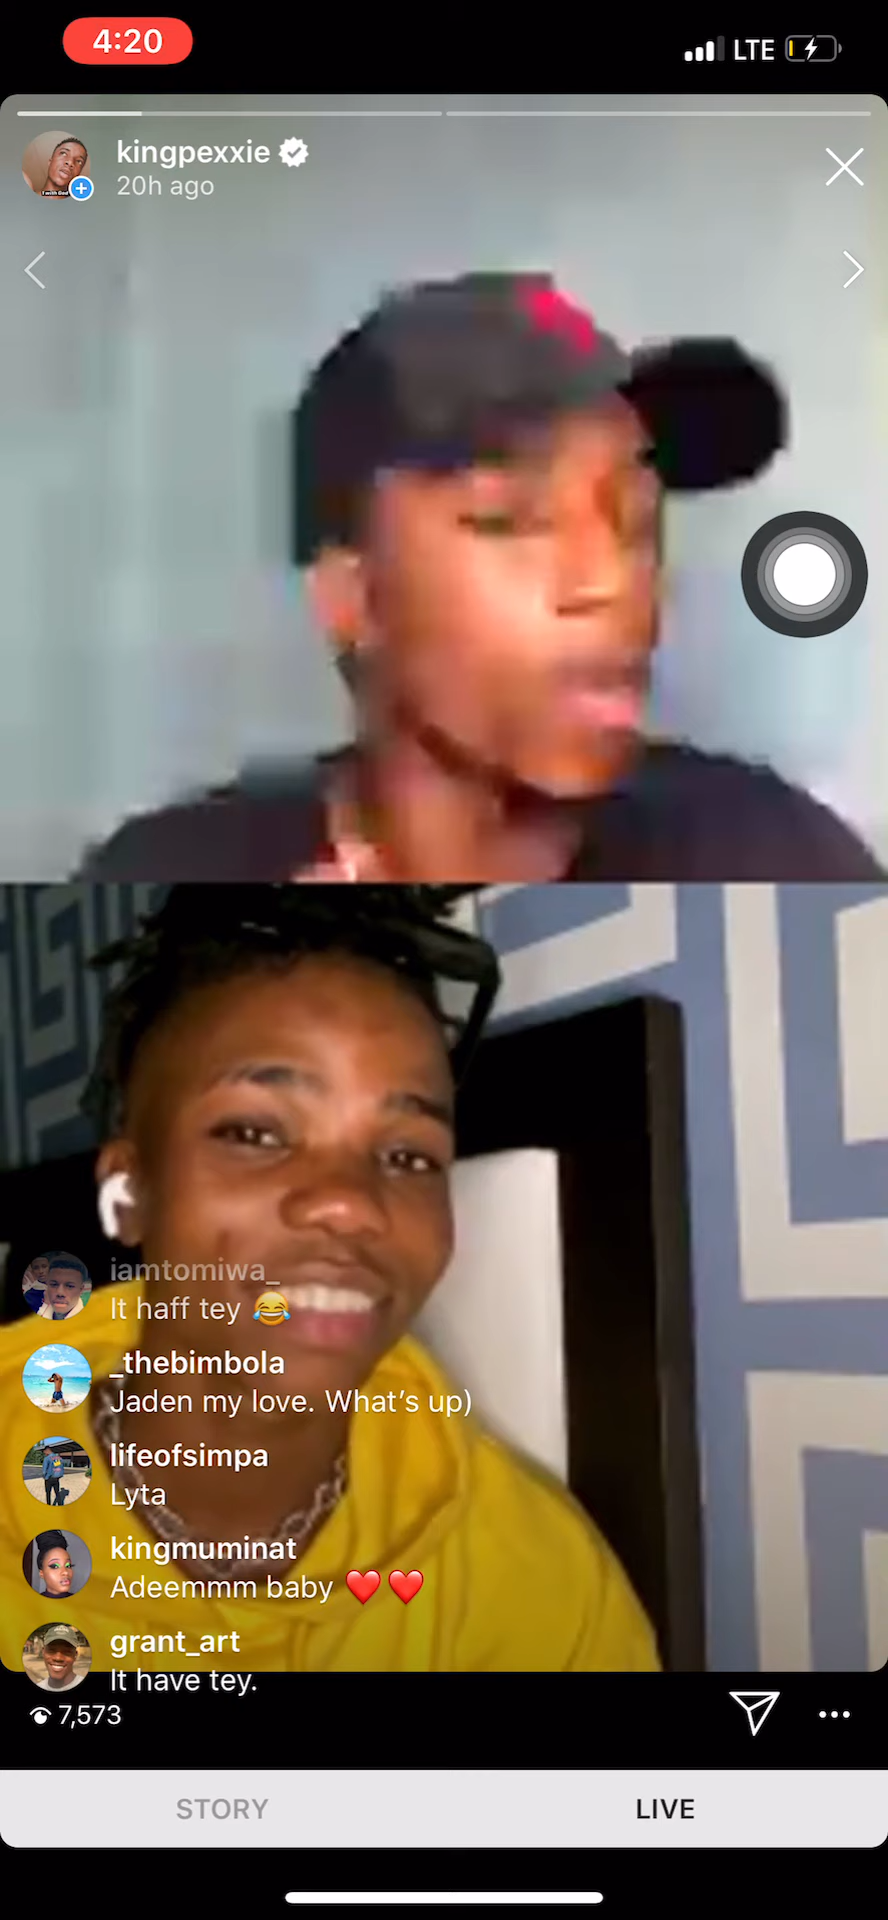 4:20
LTE
kingpexxie
20h ago
iamtomiwa_
It haff tey 😂
_thebimbola
Jaden my love. What's up)
lifeofsimpa
Lyta
kingmuminat
Adeemmm baby ❤️❤️
grant_art
It have tey.
7,573
STORY
LIVE